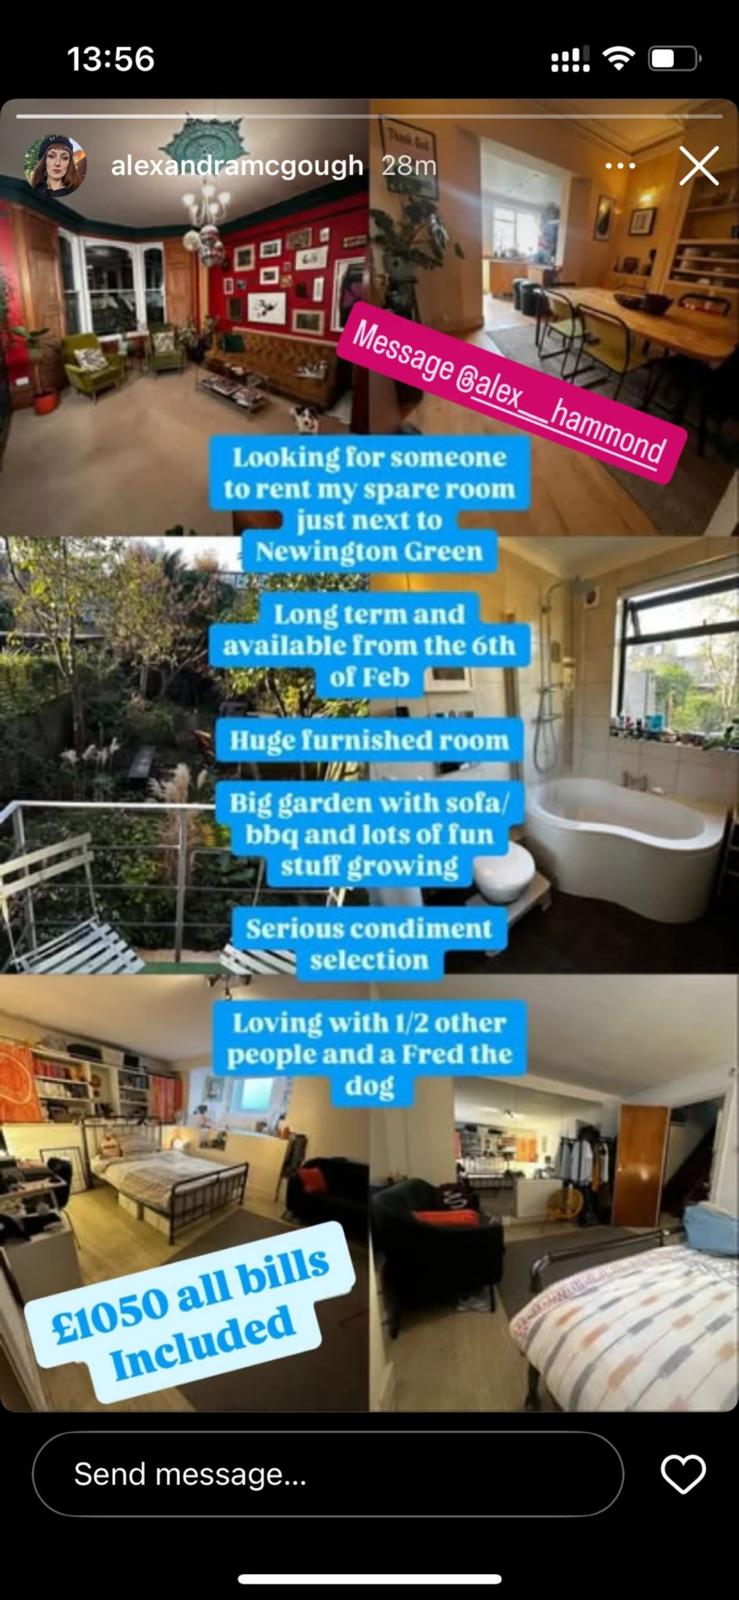 13:56
alexandramcgough 28m
Thank God
Message @alex__hammond
Looking for someone
to rent my spare room
just next to
Newington Green
Long term and
available from the 6th
of Feb
Huge furnished room
Big garden with sofa/
bbq and lots of fun
stuff growing
Serious condiment
selection
Loving with 1/2 other
people and a Fred the
dog
£1050 all bills
Included
Send message...